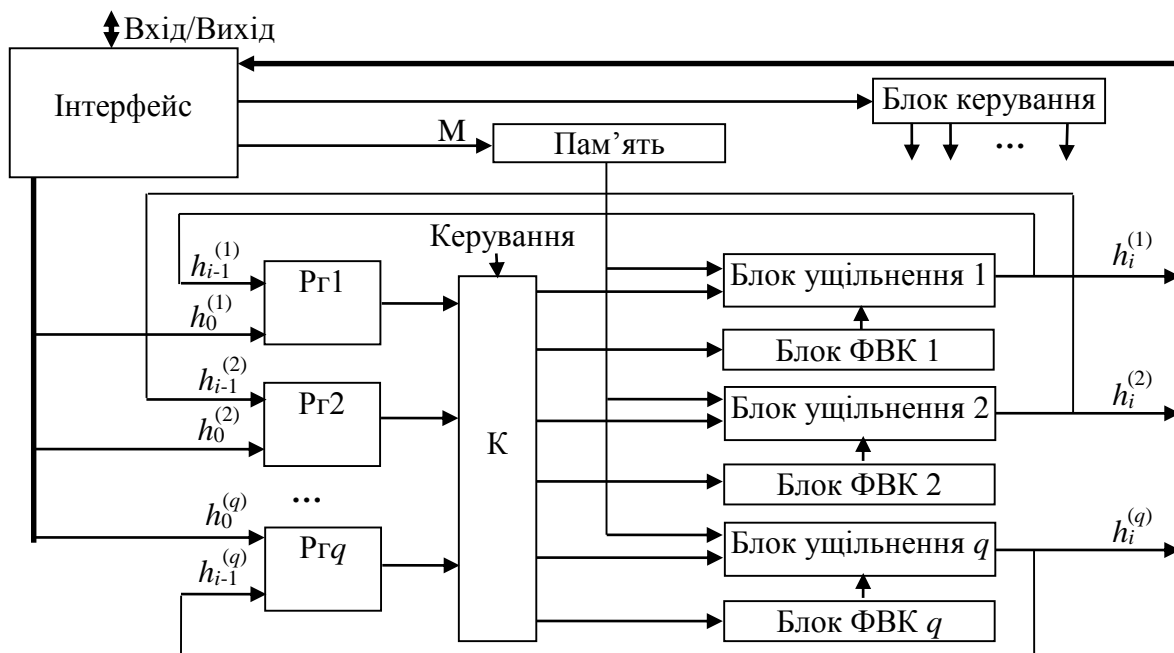 Вхід/Вихід
Інтерфейс
Блок керування
...
М
Пам’ять
Керування
h_{i-1}^{(1)}
Рг1
h_0^{(1)}
Блок ущільнення 1
h_i^{(1)}
Блок ФВК 1
h_{i-1}^{(2)}
Рг2
h_0^{(2)}
К
Блок ущільнення 2
h_i^{(2)}
Блок ФВК 2
...
h_0^{(q)}
Ргq
h_{i-1}^{(q)}
Блок ущільнення q
h_i^{(q)}
Блок ФВК q